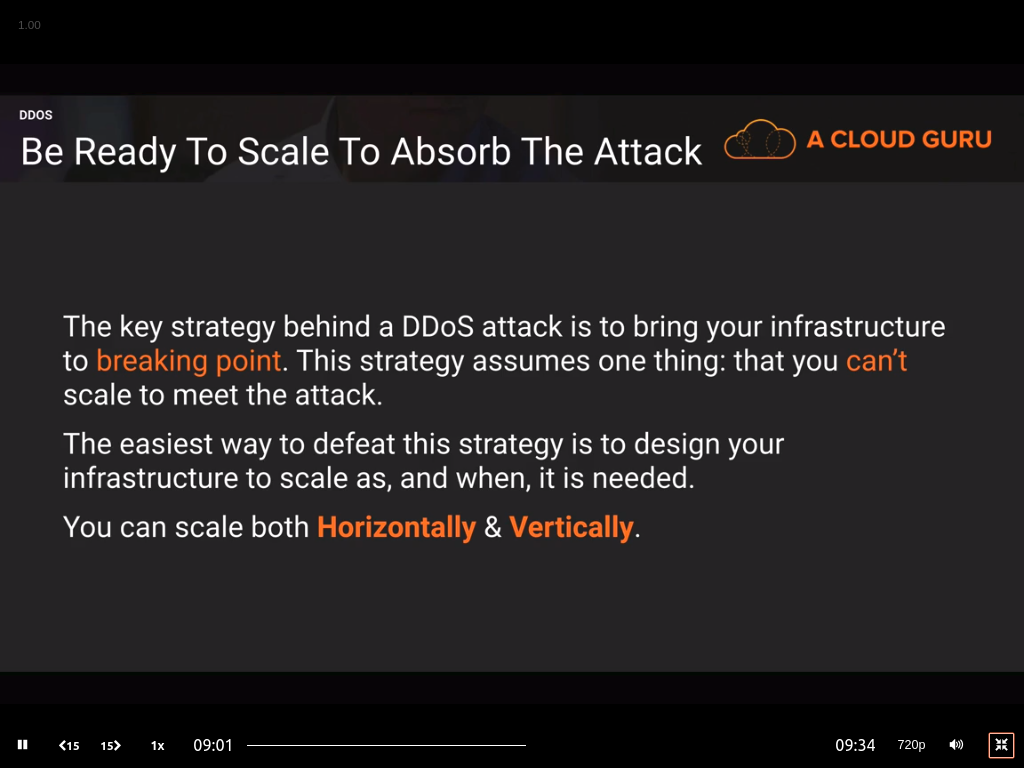 1.00
DDOS
Be Ready To Scale To Absorb The Attack
A CLOUD GURU
The key strategy behind a DDoS attack is to bring your infrastructure
to breaking point. This strategy assumes one thing: that you can’t
scale to meet the attack.
The easiest way to defeat this strategy is to design your
infrastructure to scale as, and when, it is needed.
You can scale both Horizontally & Vertically.
15 15 1x 09:01 09:34 720p